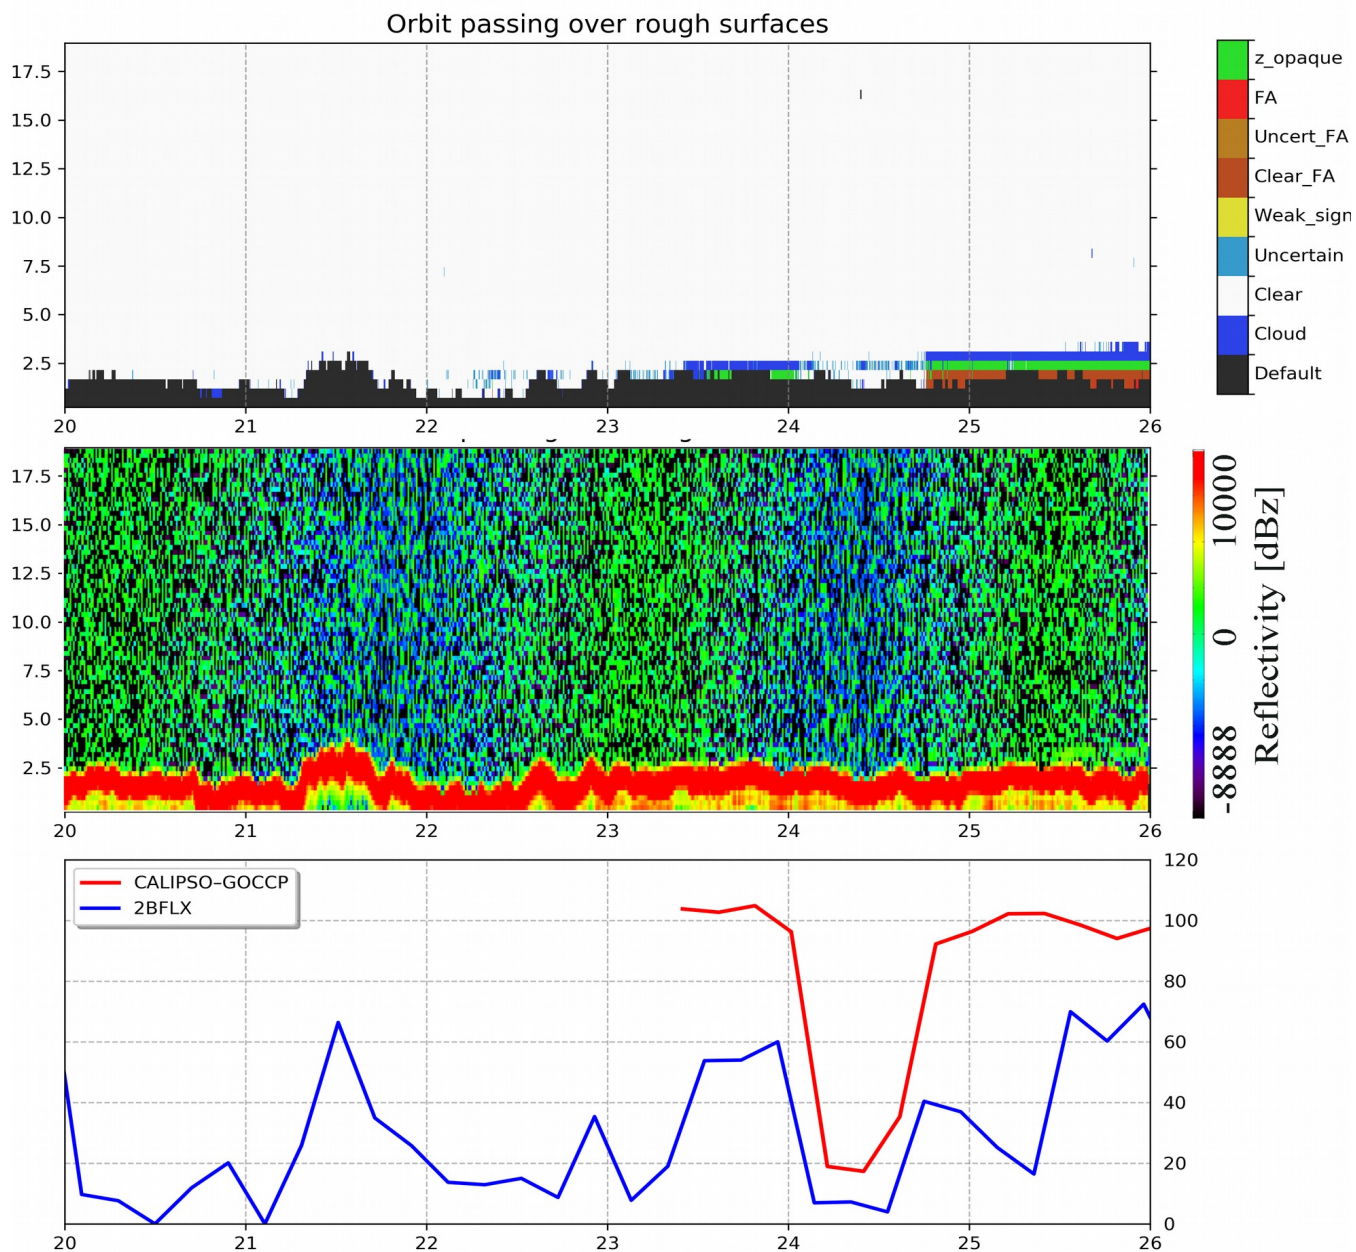 Orbit passing over rough surfaces
17.5
15.0
12.5
10.0
7.5
5.0
2.5
20 21 22 23 24 25 26
z_opaque
FA
Uncert_FA
Clear_FA
Weak_sign
Uncertain
Clear
Cloud
Default
17.5
15.0
12.5
10.0
7.5
5.0
2.5
20 21 22 23 24 25 26
10000
0
-8888
Reflectivity [dBz]
CALIPSO–GOCCP
2BFLX
120
100
80
60
40
20
0
20 21 22 23 24 25 26